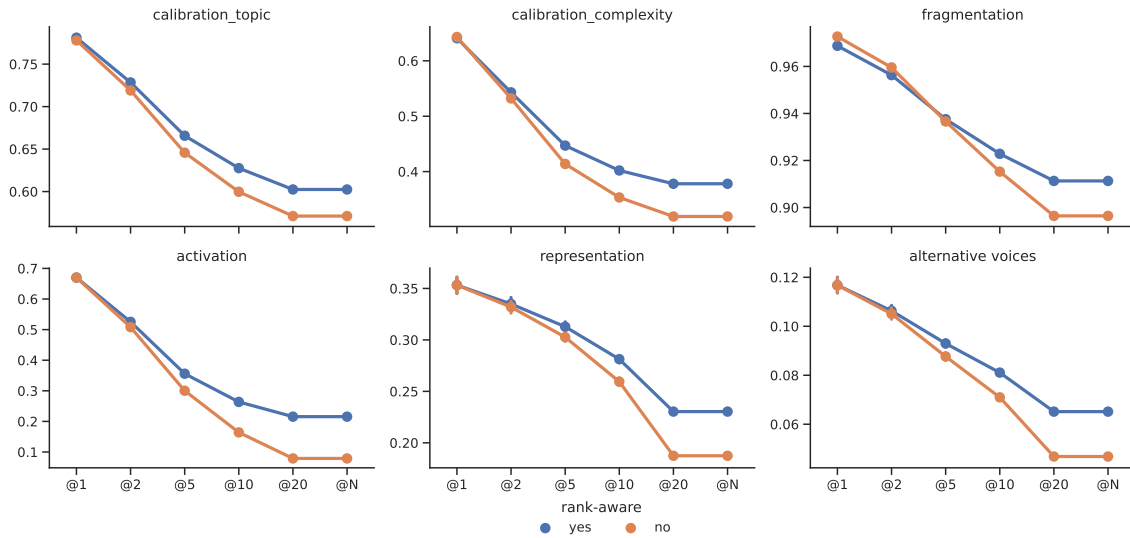 calibration_topic calibration_complexity fragmentation
0.75 0.6 0.96
0.70 0.5 0.94
0.65 0.4 0.92
0.60 0.90
activation representation alternative voices
0.7 0.35 0.12
0.6 0.30 0.10
0.5 0.25 0.08
0.4 0.20 0.06
0.3
0.2
0.1
@1 @2 @5 @10 @20 @N @1 @2 @5 @10 @20 @N @1 @2 @5 @10 @20 @N
rank-aware
yes no